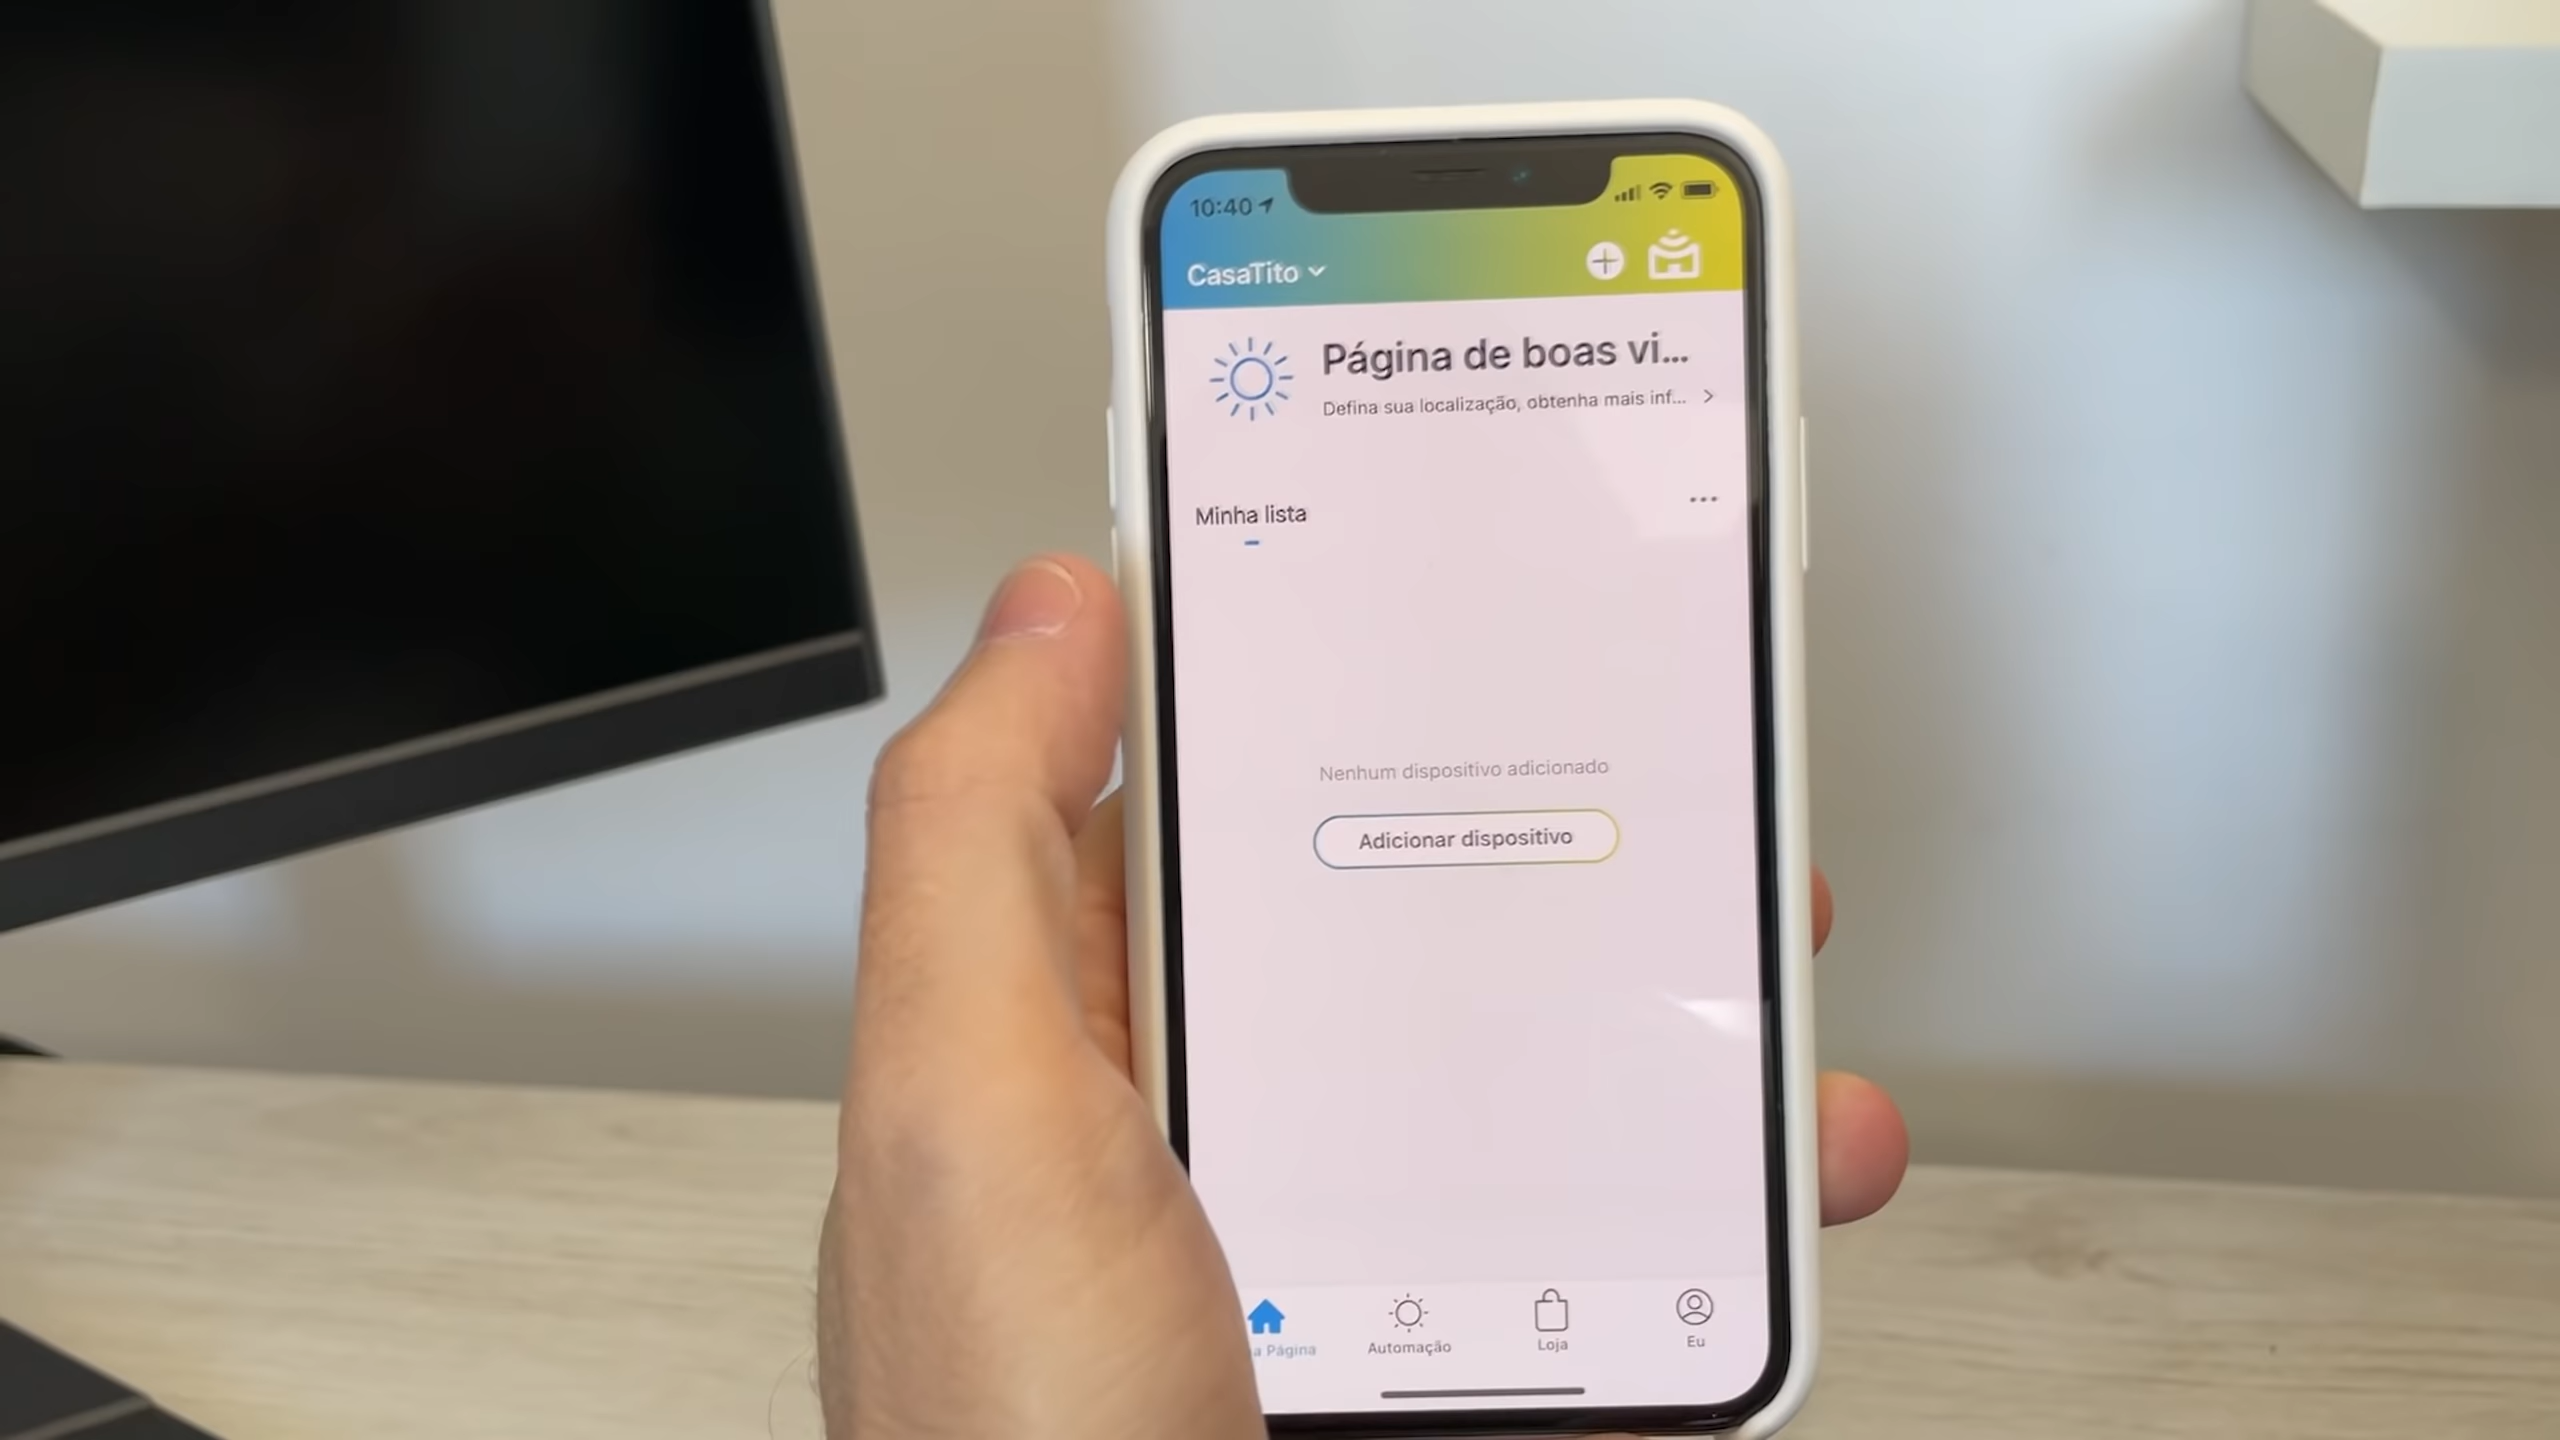 10:40
CasaTito
Página de boas vi...
Defina sua localização, obtenha mais inf...
Minha lista
Nenhum dispositivo adicionado
Adicionar dispositivo
a Página
Automação
Loja
Eu